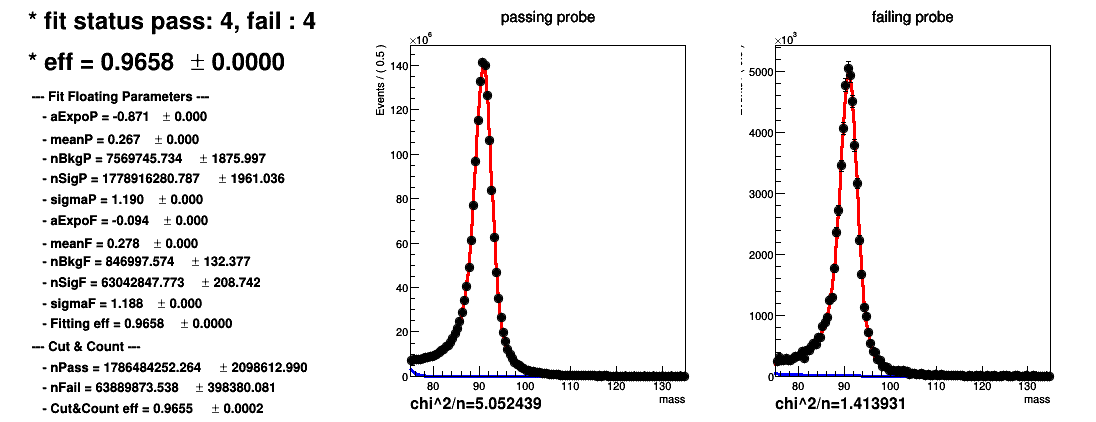 * fit status pass: 4, fail : 4
* eff = 0.9658 ± 0.0000
--- Fit Floating Parameters ---
- aExpoP = -0.871 ± 0.000
- meanP = 0.267 ± 0.000
- nBkgP = 7569745.734 ± 1875.997
- nSigP = 1778916280.787 ± 1961.036
- sigmaP = 1.190 ± 0.000
- aExpoF = -0.094 ± 0.000
- meanF = 0.278 ± 0.000
- nBkgF = 846997.574 ± 132.377
- nSigF = 63042847.773 ± 208.742
- sigmaF = 1.188 ± 0.000
- Fitting eff = 0.9658 ± 0.0000
--- Cut & Count ---
- nPass = 1786484252.264 ± 2098612.990
- nFail = 63889873.538 ± 398380.081
- Cut&Count eff = 0.9655 ± 0.0002
passing probe
×10⁶
Events / ( 0.5 )
140
120
100
80
60
40
20
0
80 90 100 110 120 130
mass
chi^2/n=5.052439
failing probe
×10³
5000
4000
3000
2000
1000
0
80 90 100 110 120 130
mass
chi^2/n=1.413931